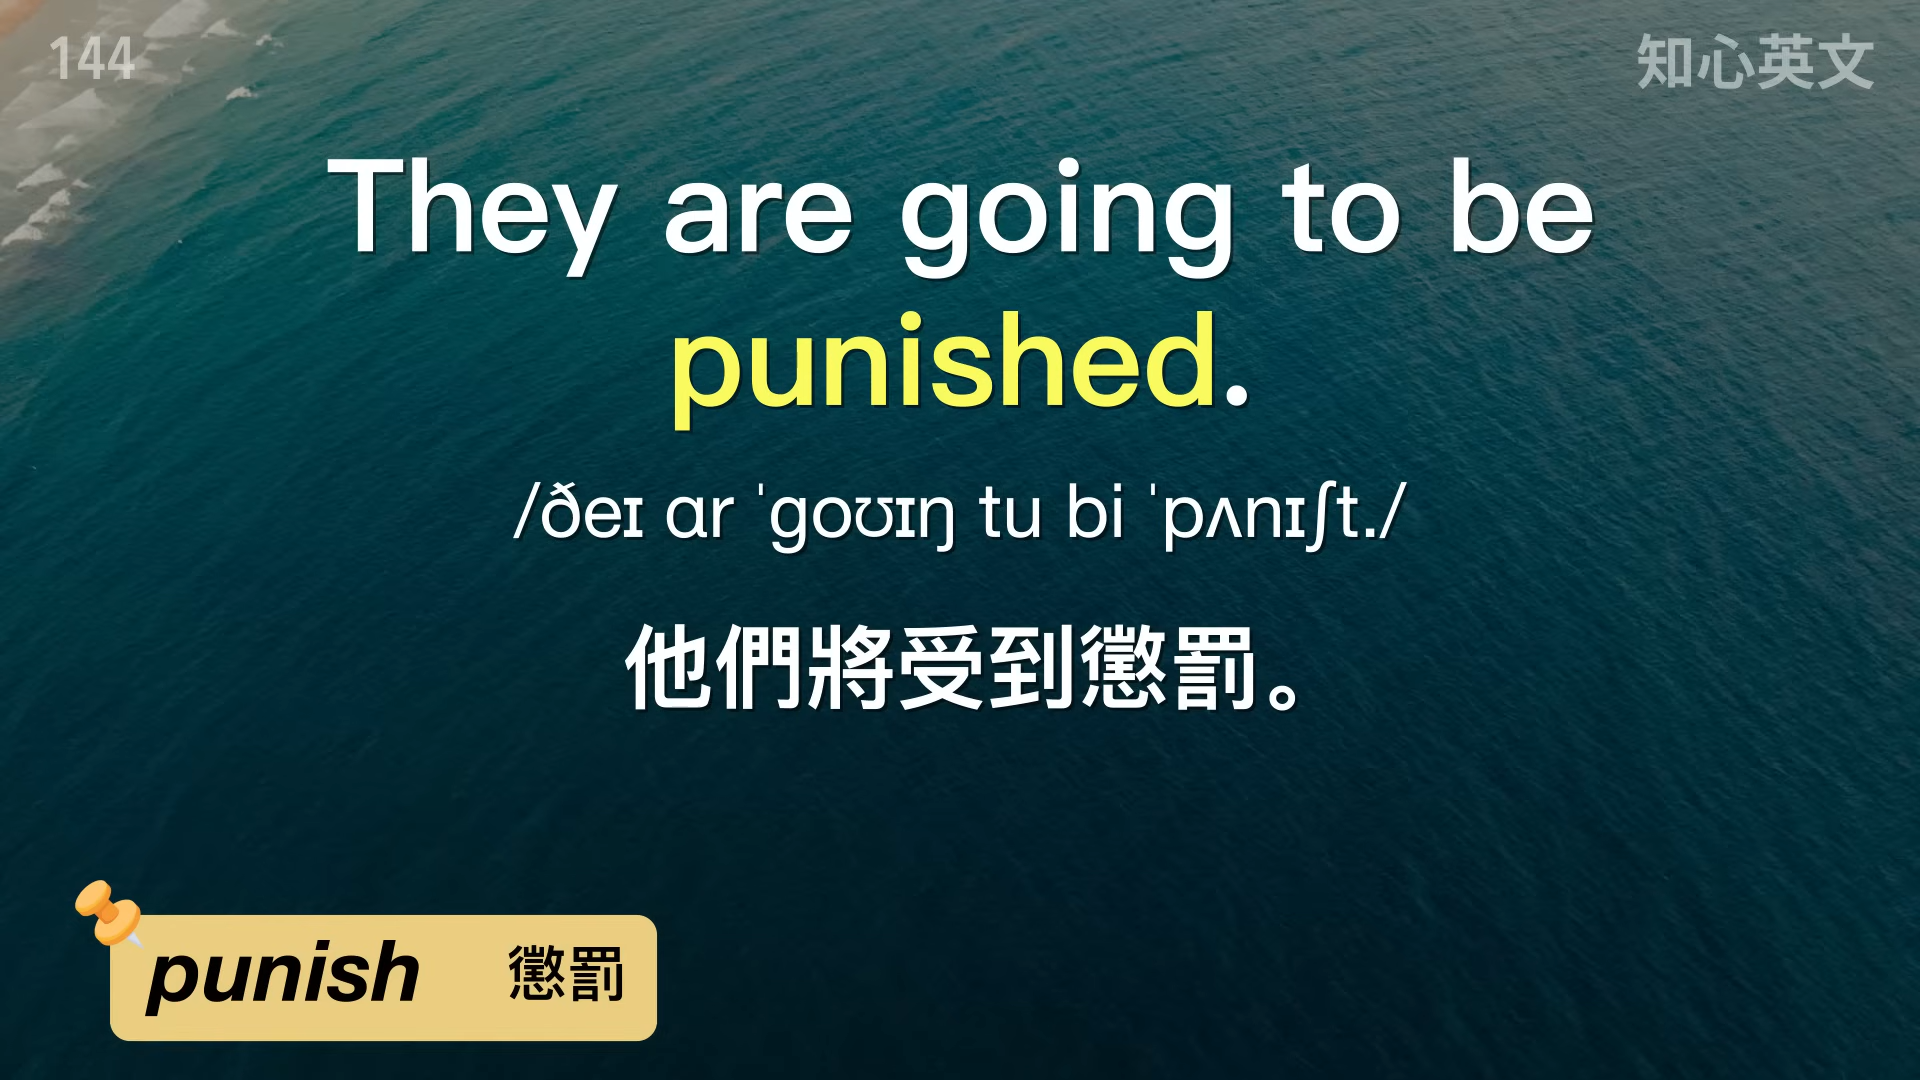 144
知心英文
They are going to be
punished.
/ðeɪ ɑr ˈɡoʊɪŋ tu bi ˈpʌnɪʃt./
他們將受到懲罰。
punish 懲罰